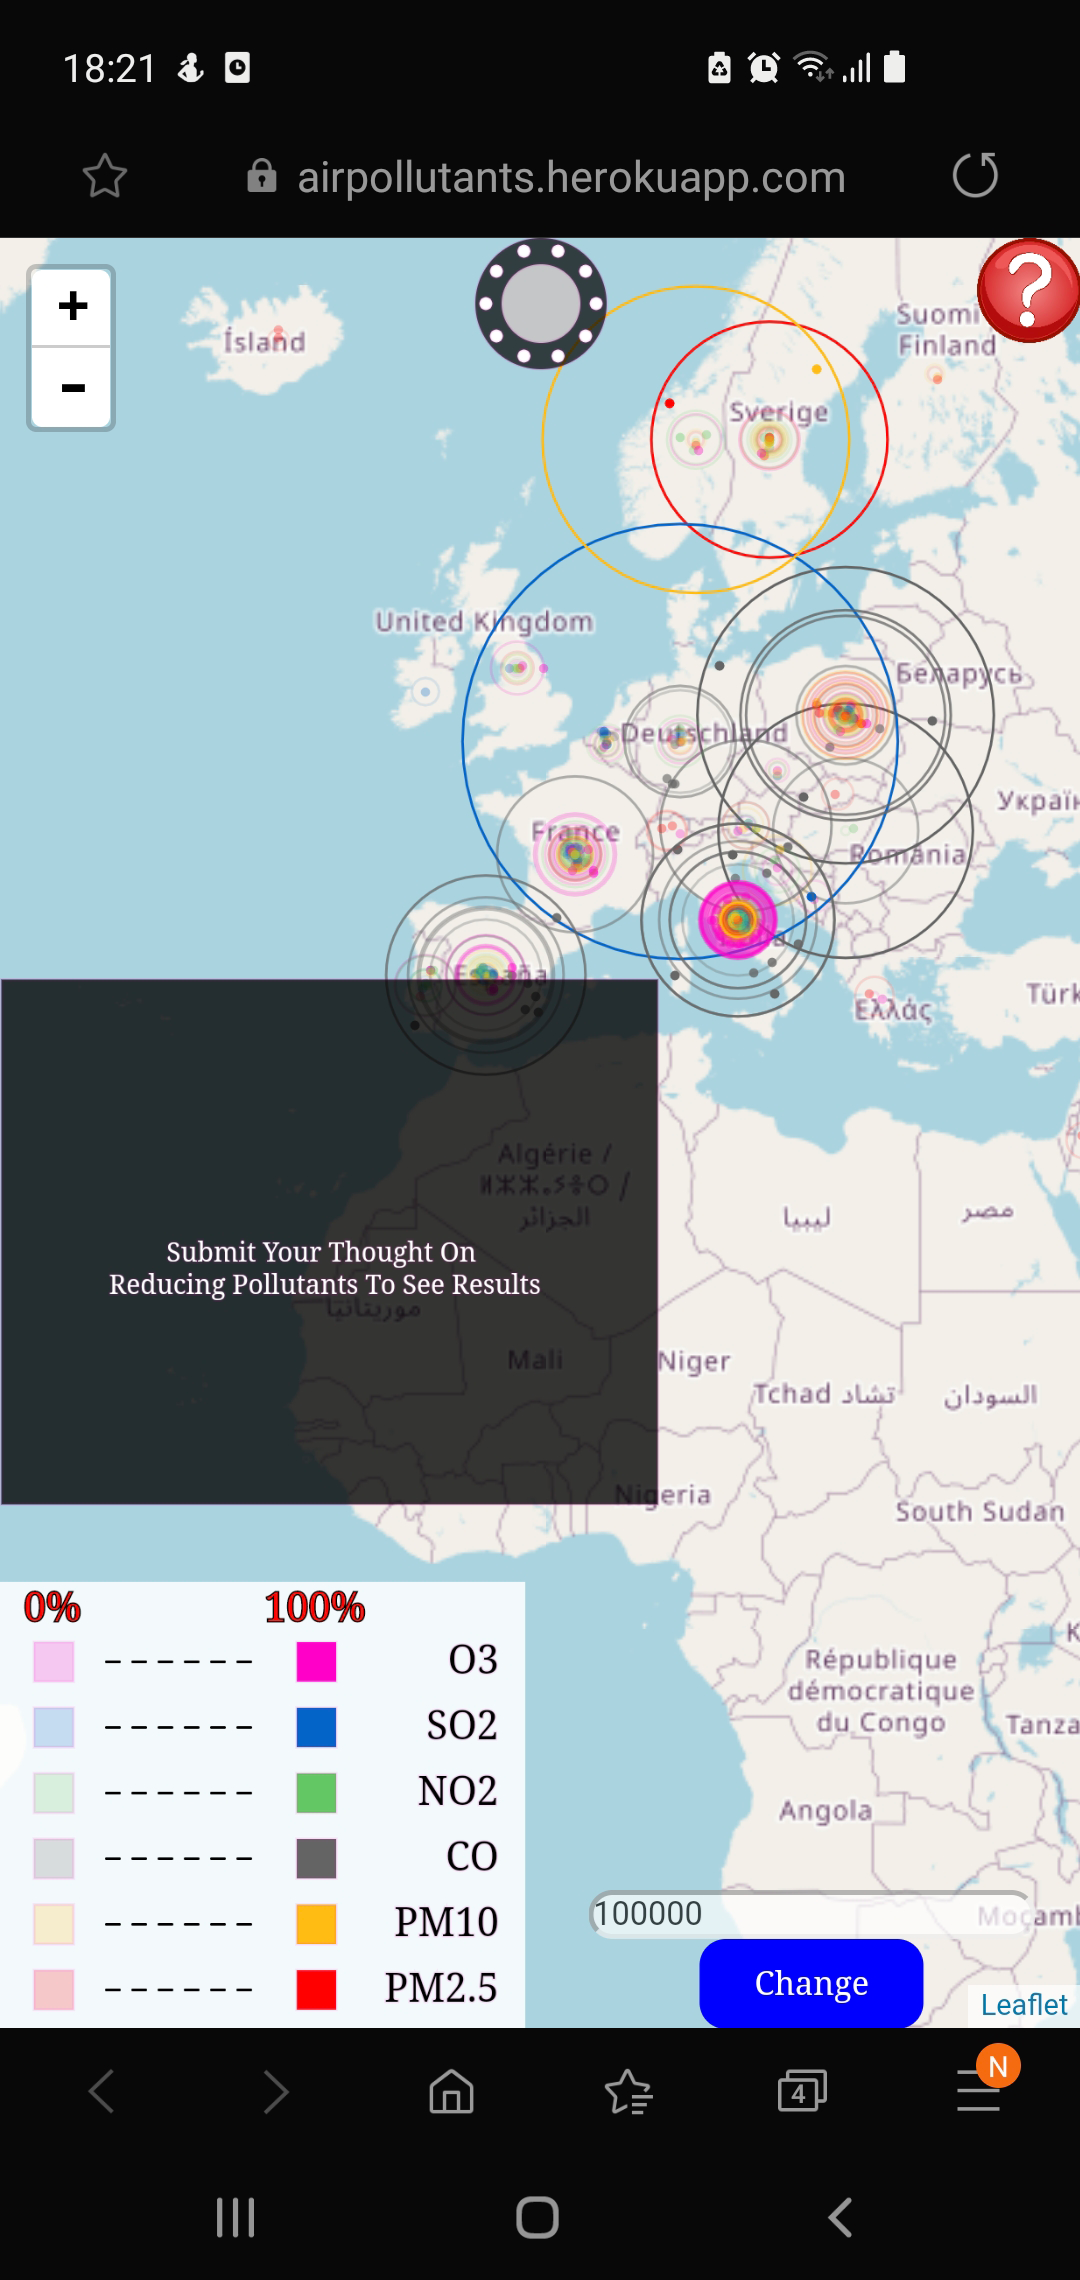 18:21
airpollutants.herokuapp.com
+
-
?
Ísland
Suomi
Finland
Sverige
United Kingdom
Беларусь
Deutschland
Україн
France
România
España
Türk
Ελλάς
Algérie /
ⵍⵣⵣⴰⵢⴻⵔ /
الجزائر
ليبيا
مصر
Submit Your Thought On
Reducing Pollutants To See Results
موريتانيا
Mali
Niger
Tchad تشاد
السودان
Nigeria
South Sudan
0% 100%
O3
SO2
NO2
CO
PM10
PM2.5
K
République
démocratique
du Congo
Tanza
Angola
100000
Moçamb
Change
Leaflet
4
N